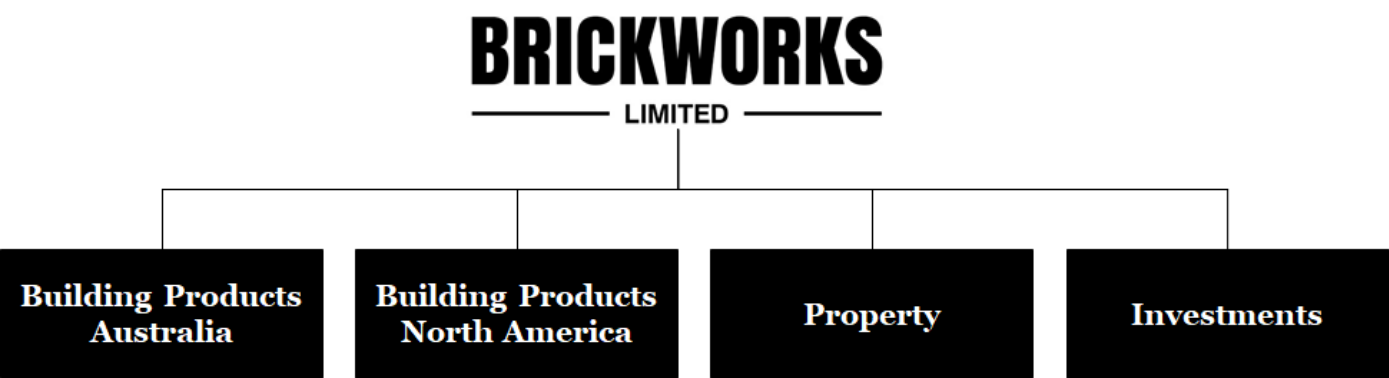 BRICKWORKS
LIMITED
Building Products
Australia
Building Products
North America
Property
Investments